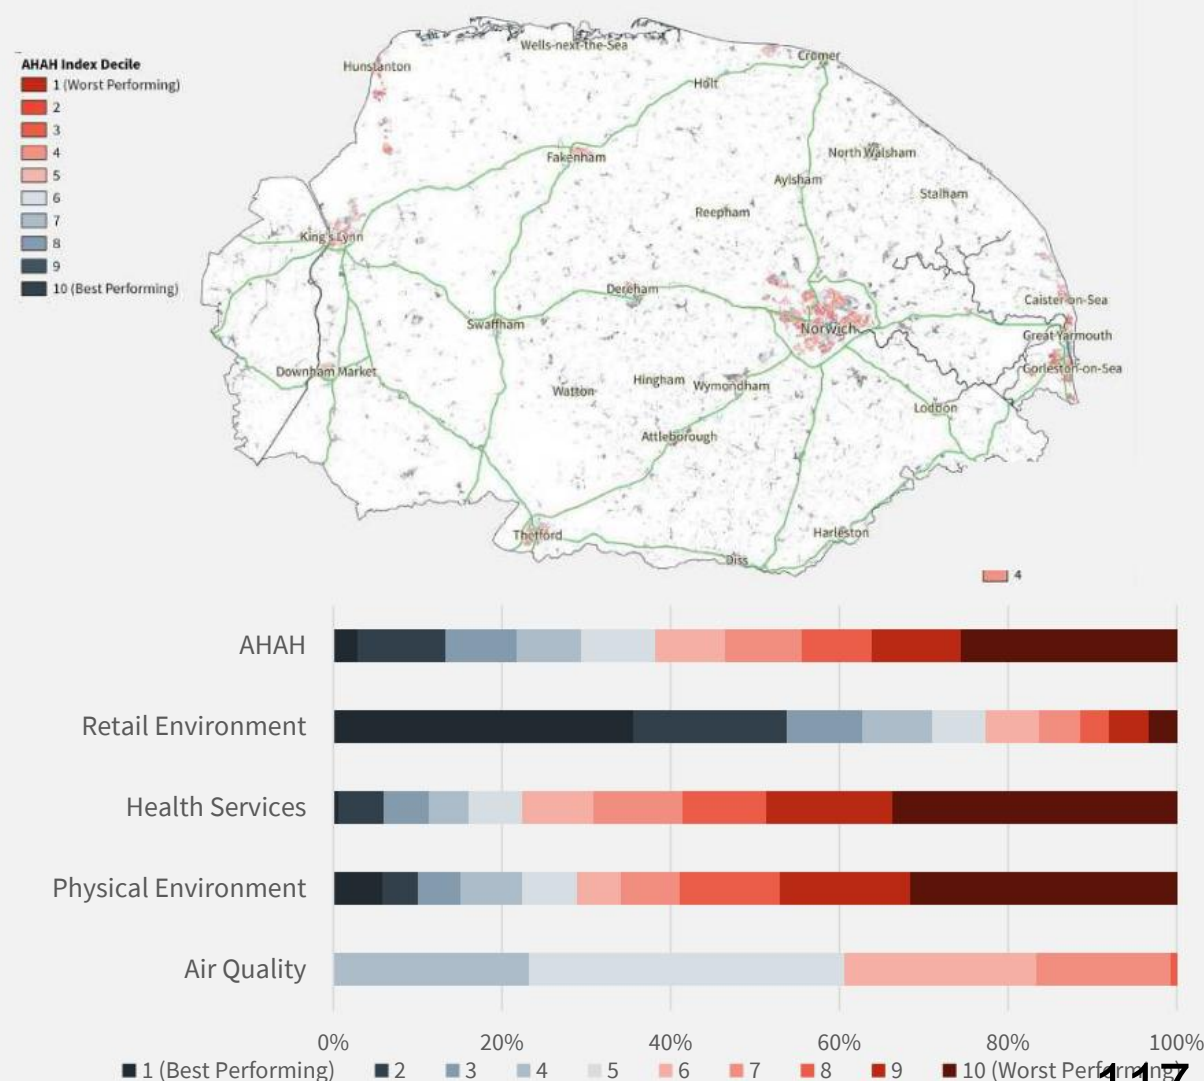 AHAH Index Decile
1 (Worst Performing)
2
3
4
5
6
7
8
9
10 (Best Performing)
Wells-next-the-Sea
Hunstanton
Cromer
Holt
Fakenham
North Walsham
Aylsham
Stalham
Reepham
King's Lynn
Dereham
Caister-on-Sea
Swaffham
Norwich
Great Yarmouth
Downham Market
Gorleston-on-Sea
Hingham
Wymondham
Watton
Loddon
Attleborough
Thetford
Harleston
Diss
4
AHAH
Retail Environment
Health Services
Physical Environment
Air Quality
0% 20% 40% 60% 80% 100%
1 (Best Performing) 2 3 4 5 6 7 8 9 10 (Worst Performing)
117